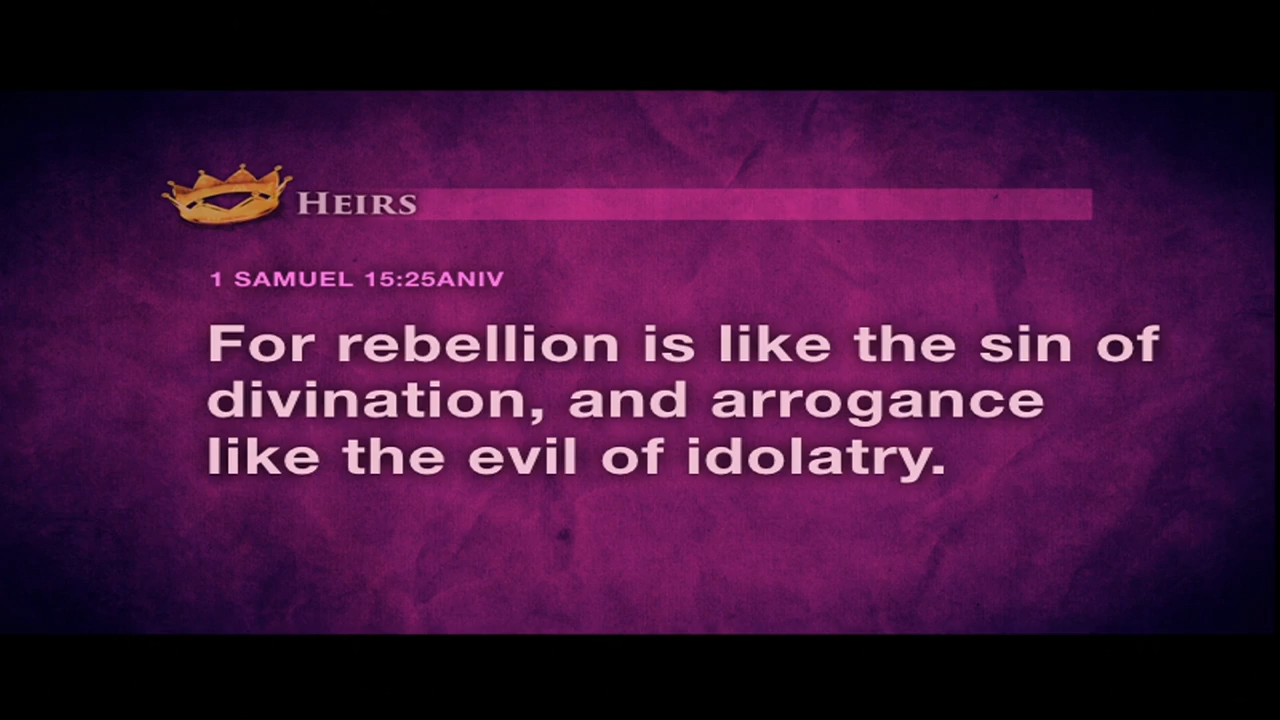 Heirs
1 SAMUEL 15:25ANIV
For rebellion is like the sin of
divination, and arrogance
like the evil of idolatry.